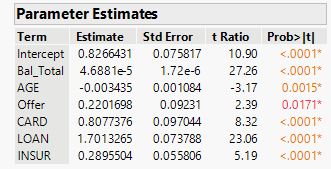 Parameter Estimates
Term Estimate Std Error t Ratio Prob>|t|
Intercept 0.8266431 0.075817 10.90 <.0001*
Bal_Total 4.6881e-5 1.72e-6 27.26 <.0001*
AGE -0.003435 0.001084 -3.17 0.0015*
Offer 0.2201698 0.09231 2.39 0.0171*
CARD 0.8077376 0.097044 8.32 <.0001*
LOAN 1.7013265 0.073788 23.06 <.0001*
INSUR 0.2895504 0.055806 5.19 <.0001*